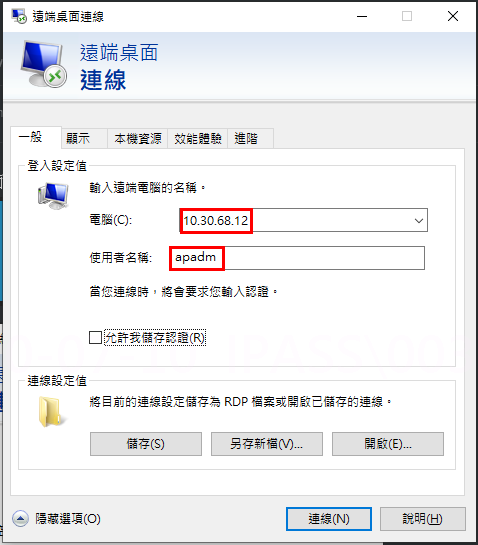 遠端桌面連線
遠端桌面
連線
一般 顯示 本機資源 效能體驗 進階
登入設定值
輸入遠端電腦的名稱。
電腦(C): 10.30.68.12
使用者名稱: apadm
當您連線時，將會要求您輸入認證。
允許我儲存認證(R)
連線設定值
將目前的連線設定儲存為 RDP 檔案或開啟已儲存的連線。
儲存(S) 另存新檔(V)... 開啟(E)...
隱藏選項(O) 連線(N) 說明(H)